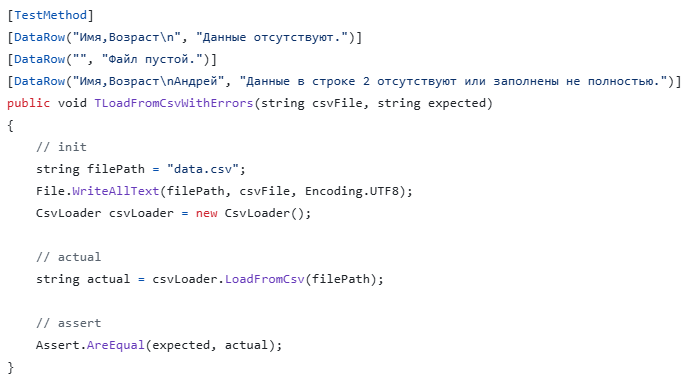 [TestMethod]
[DataRow("Имя,Возраст\n", "Данные отсутствуют.")]
[DataRow("", "Файл пустой.")]
[DataRow("Имя,Возраст\nАндрей", "Данные в строке 2 отсутствуют или заполнены не полностью.")]
public void TLoadFromCsvWithErrors(string csvFile, string expected)
{
    // init
    string filePath = "data.csv";
    File.WriteAllText(filePath, csvFile, Encoding.UTF8);
    CsvLoader csvLoader = new CsvLoader();

    // actual
    string actual = csvLoader.LoadFromCsv(filePath);

    // assert
    Assert.AreEqual(expected, actual);
}